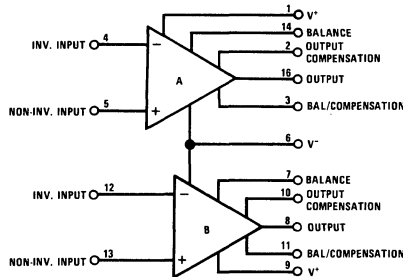 1 V+
14 BALANCE
INV. INPUT 4
2 OUTPUT
COMPENSATION
−
A
16 OUTPUT
NON-INV. INPUT 5
+
3 BAL/COMPENSATION
6 V−
7 BALANCE
INV. INPUT 12
10 OUTPUT
COMPENSATION
−
B
8 OUTPUT
11 BAL/COMPENSATION
NON-INV. INPUT 13
+
9 V+